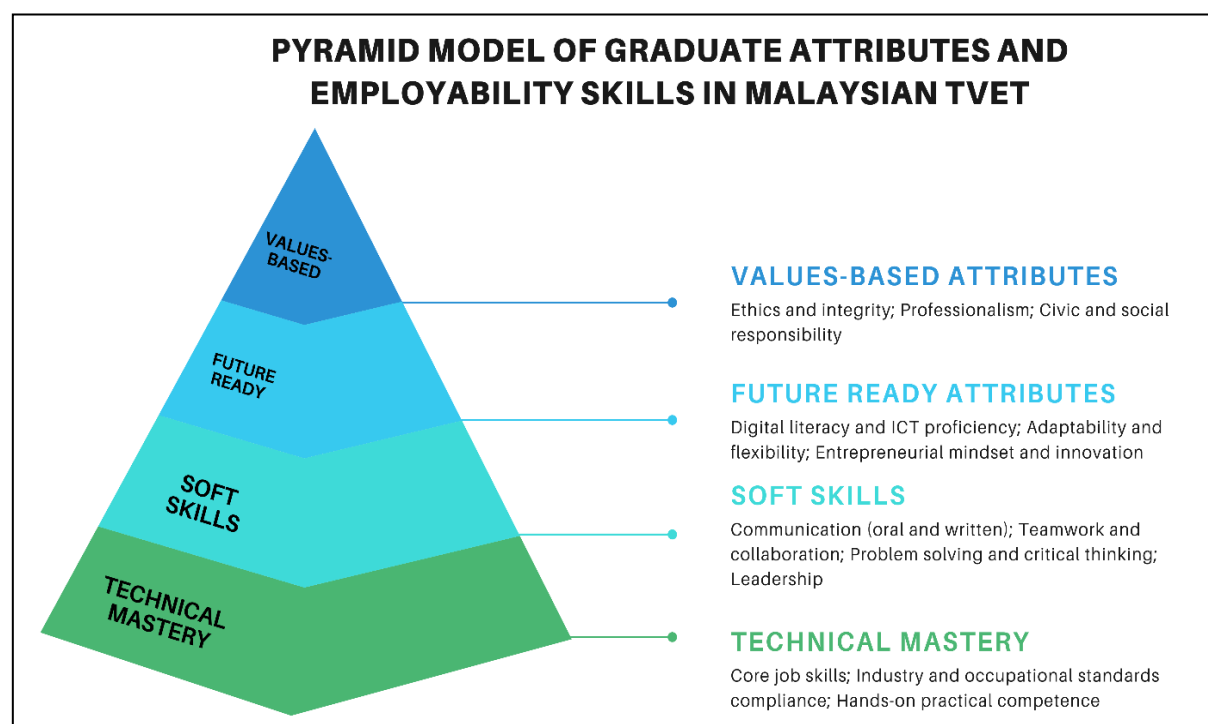 PYRAMID MODEL OF GRADUATE ATTRIBUTES AND
EMPLOYABILITY SKILLS IN MALAYSIAN TVET
VALUES-
BASED
VALUES-BASED ATTRIBUTES
Ethics and integrity; Professionalism; Civic and social
responsibility
FUTURE
READY
FUTURE READY ATTRIBUTES
Digital literacy and ICT proficiency; Adaptability and
flexibility; Entrepreneurial mindset and innovation
SOFT
SKILLS
SOFT SKILLS
Communication (oral and written); Teamwork and
collaboration; Problem solving and critical thinking;
Leadership
TECHNICAL
MASTERY
TECHNICAL MASTERY
Core job skills; Industry and occupational standards
compliance; Hands-on practical competence